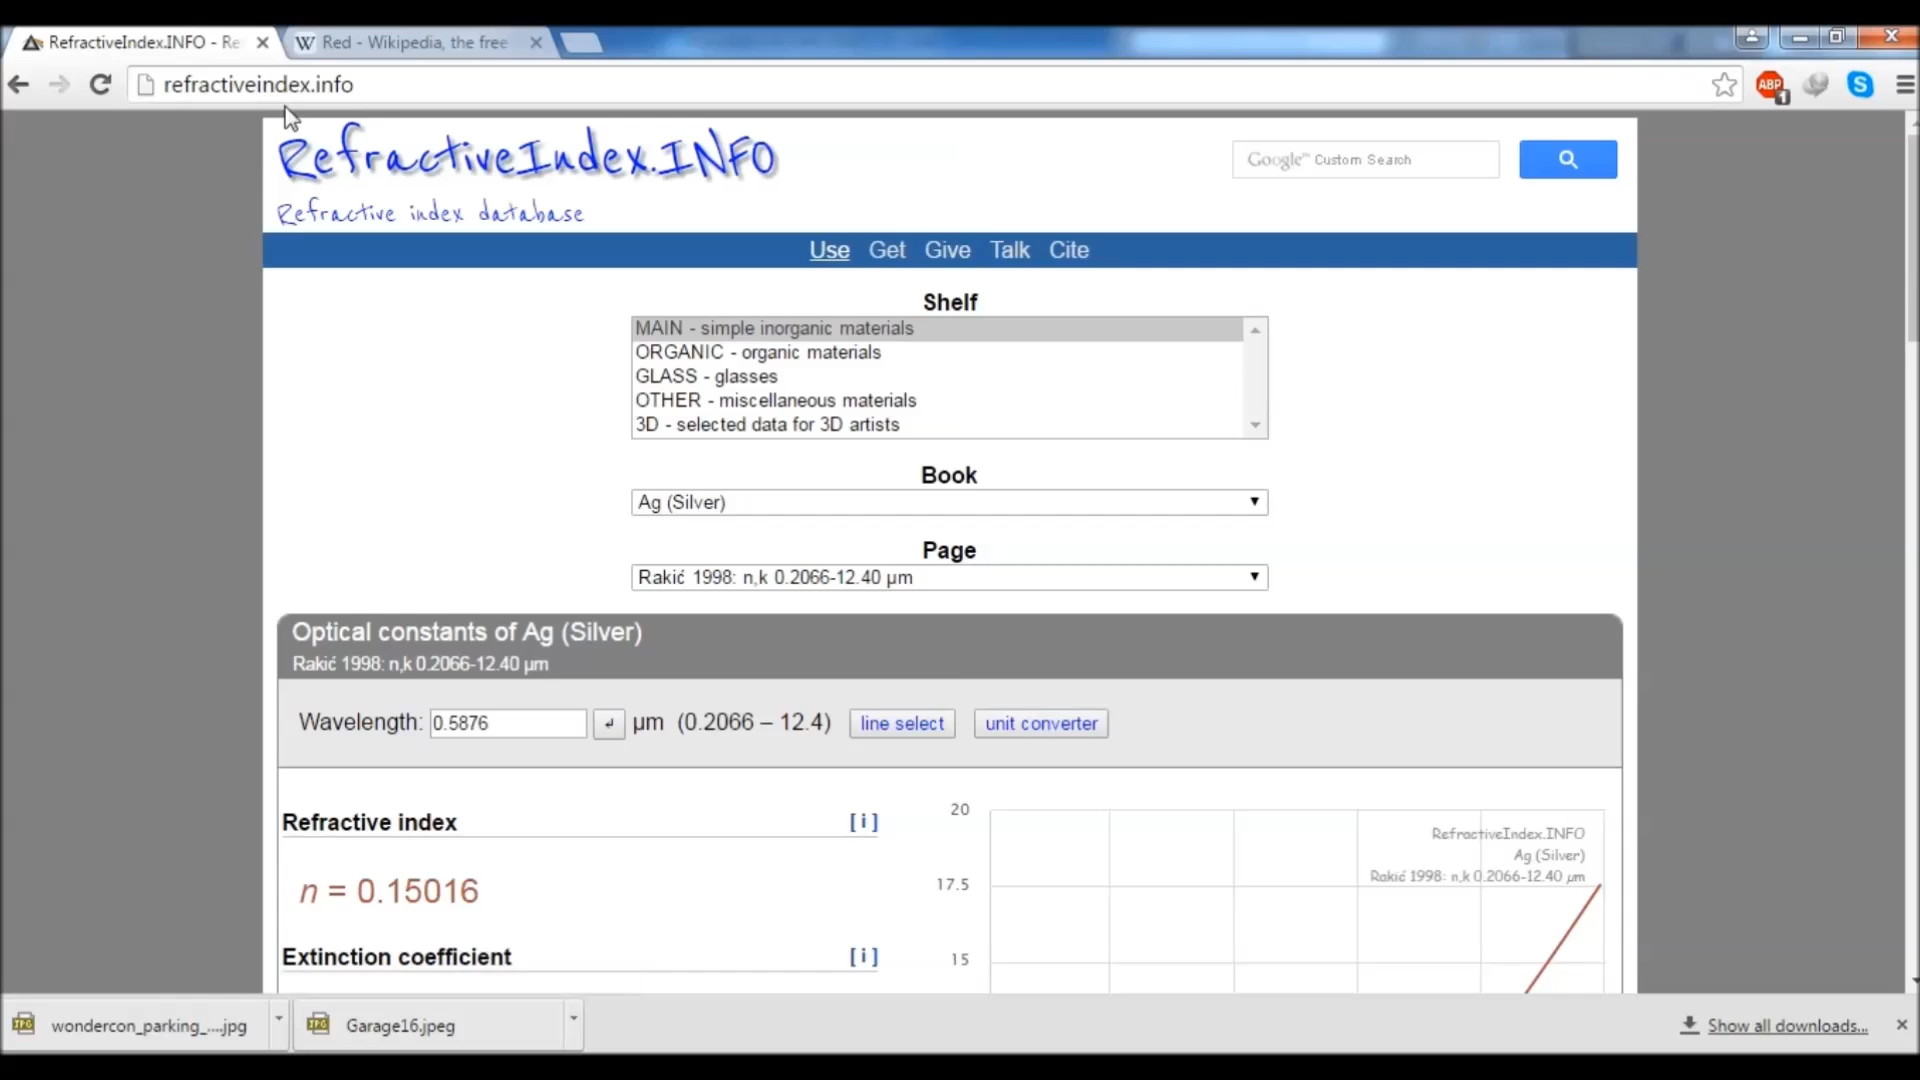 RefractiveIndex.INFO - Re
Red - Wikipedia, the free
refractiveindex.info
ABP
1
RefractiveIndex.INFO
Google™ Custom Search
Refractive index database
Use Get Give Talk Cite
Shelf
MAIN - simple inorganic materials
ORGANIC - organic materials
GLASS - glasses
OTHER - miscellaneous materials
3D - selected data for 3D artists
Book
Ag (Silver)
Page
Rakić 1998: n,k 0.2066-12.40 µm
Optical constants of Ag (Silver)
Rakić 1998: n,k 0.2066-12.40 µm
Wavelength: 0.5876 µm (0.2066 – 12.4) line select unit converter
Refractive index [ i ]
n = 0.15016
Extinction coefficient [ i ]
20
17.5
15
RefractiveIndex.INFO
Ag (Silver)
Rakić 1998: n,k 0.2066-12.40 µm
wondercon_parking_....jpg
Garage16.jpeg
Show all downloads...